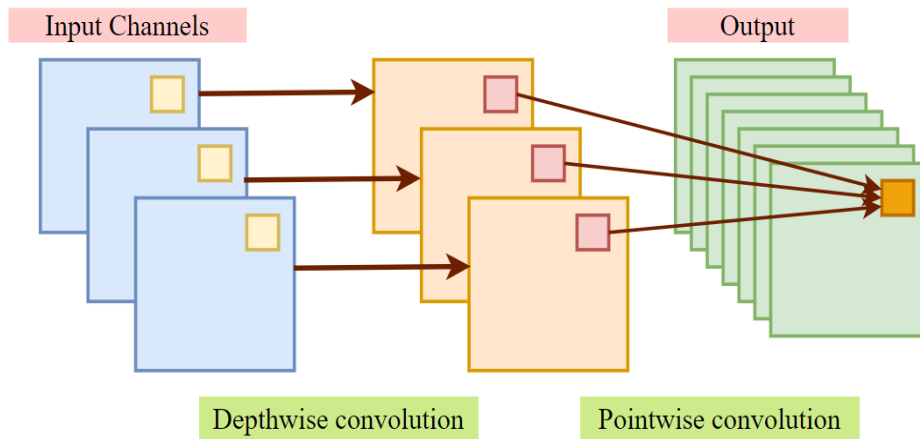 Input Channels
Output
Depthwise convolution
Pointwise convolution